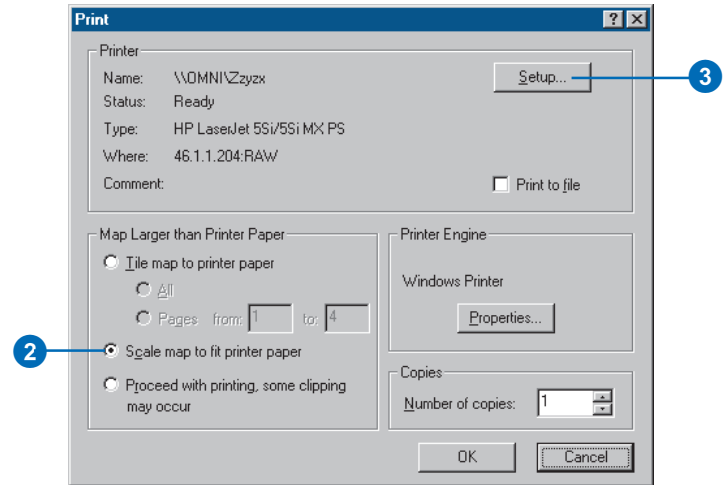 Print
Printer
Name: \\OMNI\Zzyzx
Setup...
3
Status: Ready
Type: HP LaserJet 5Si/5Si MX PS
Where: 46.1.1.204:RAW
Comment:
Print to file
Map Larger than Printer Paper
Tile map to printer paper
All
Pages from: 1 to: 4
2
Scale map to fit printer paper
Proceed with printing, some clipping
may occur
Printer Engine
Windows Printer
Properties...
Copies
Number of copies: 1
OK
Cancel